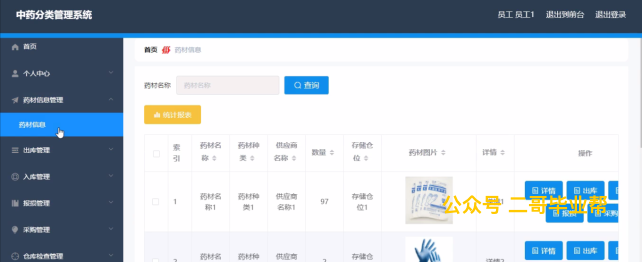 中药分类管理系统
员工 员工1 退出到前台 退出登录
首页
个人中心
药材信息管理
药材信息
出库管理
入库管理
报损管理
采购管理
仓库检查管理
首页 药材信息
药材名称 药材名称 查询
统计报表
索引 药材名称 药材种类 供应商名称 数量 存储仓位 药材图片 详情 操作
1 药材名称1 药材种类1 供应商名称1 97 存储仓位1 详情 出库
报损
公众号 二哥毕业帮
药材名 药材种 供应商 存储仓 详情 出库